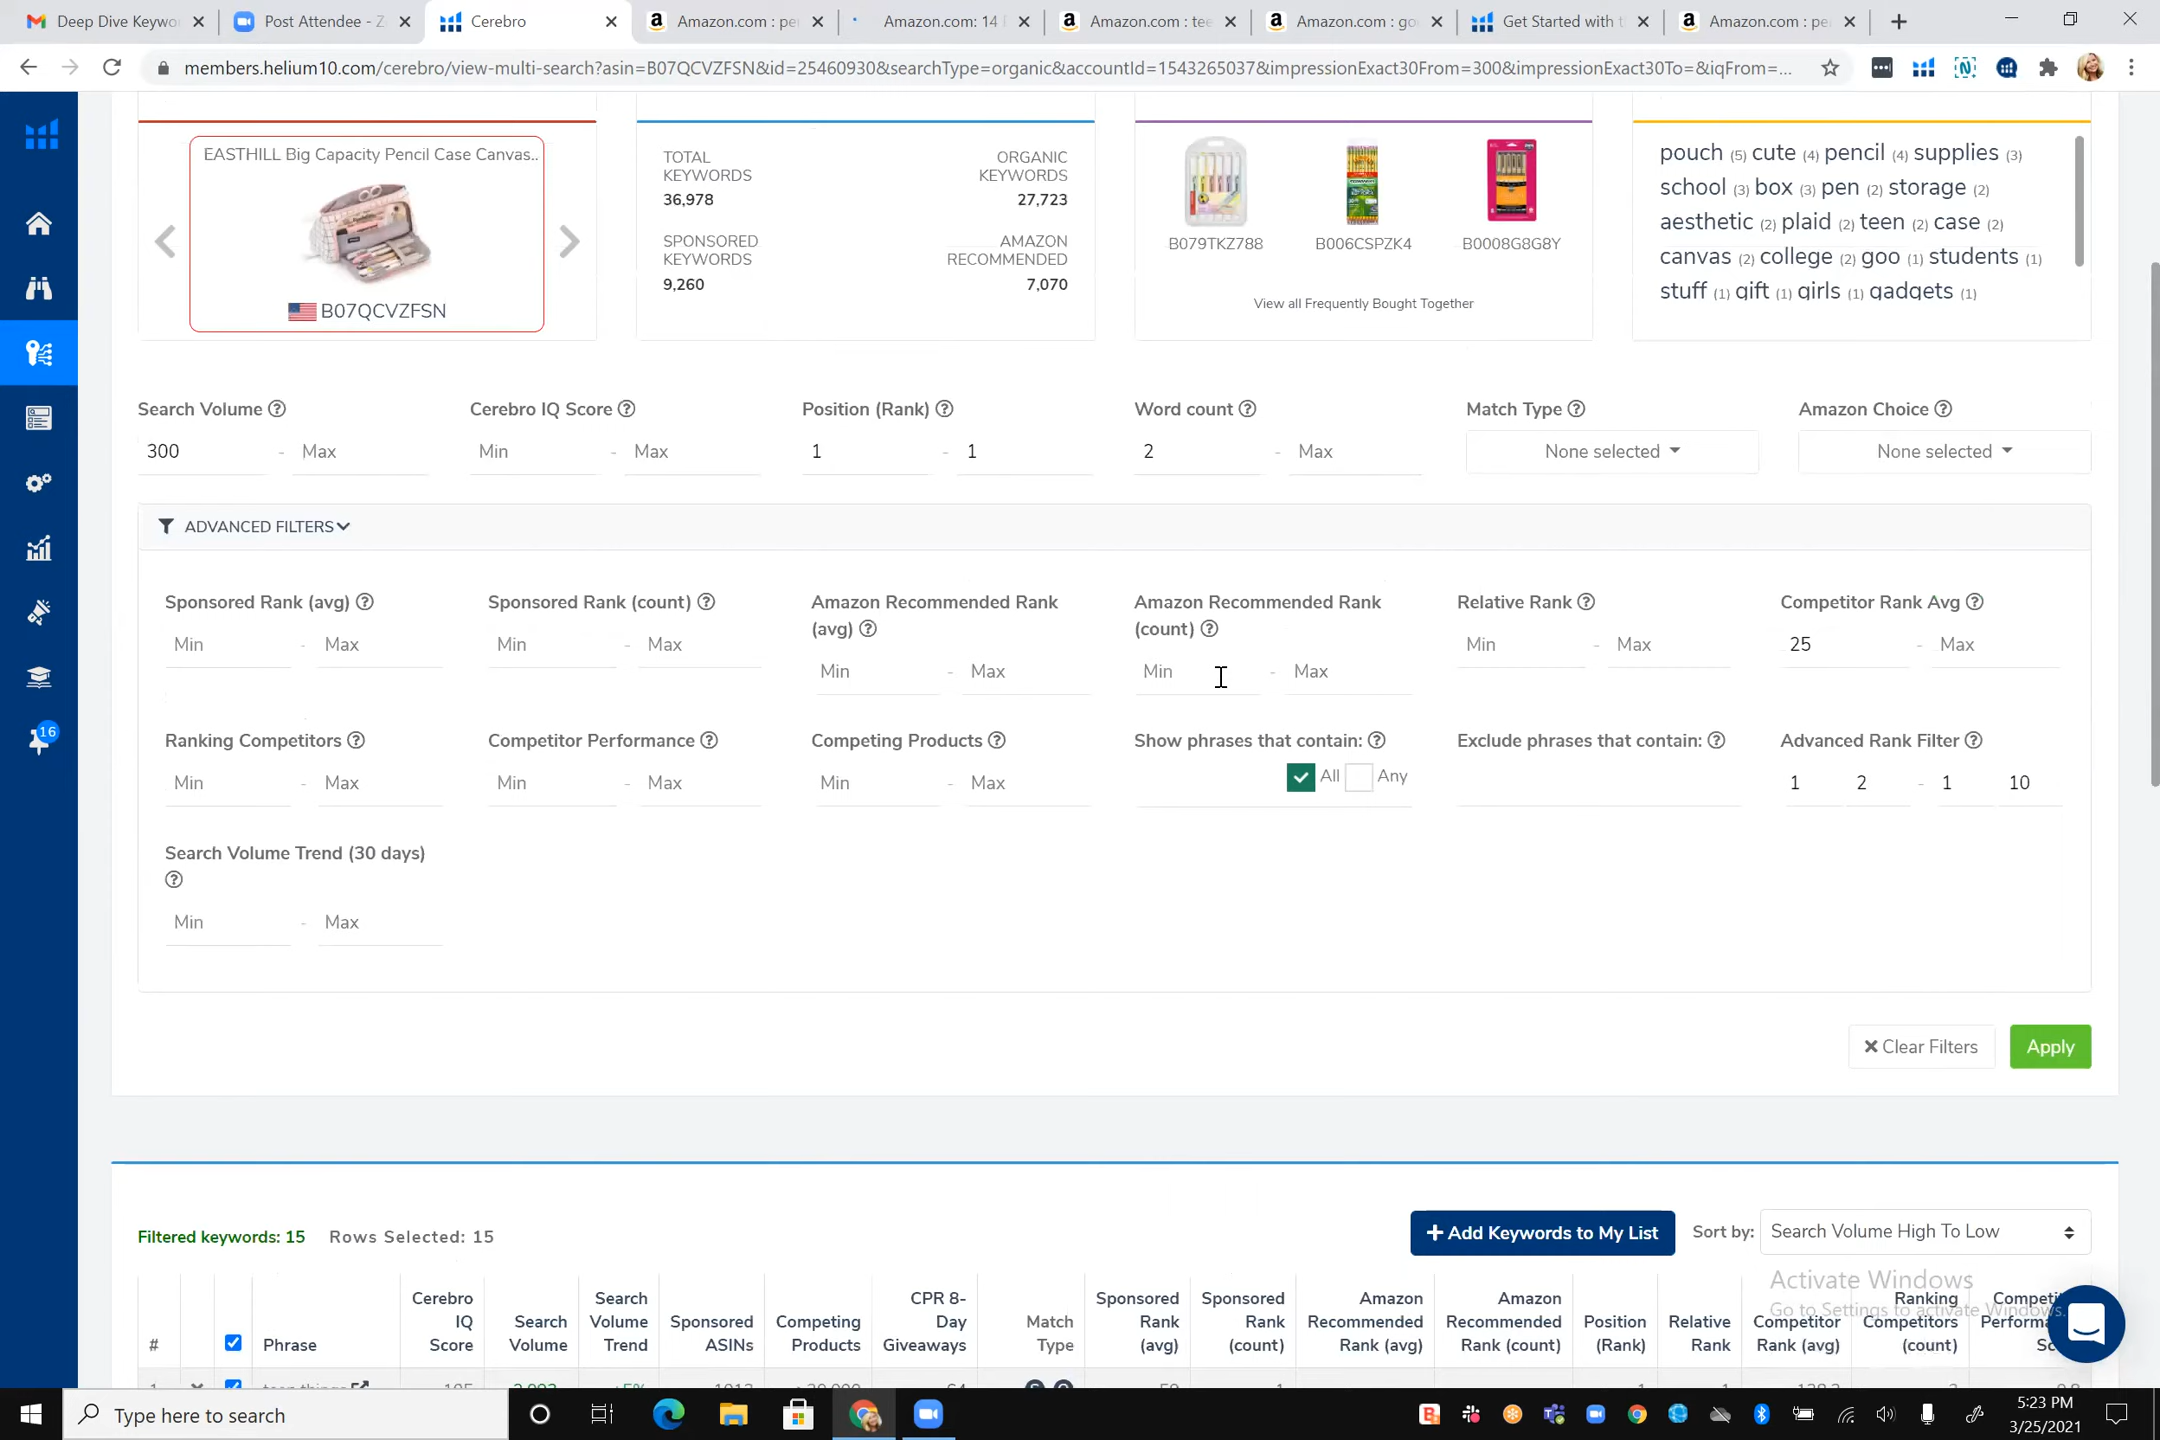 Deep Dive Keywo
Post Attendee - Z
Cerebro
Amazon.com : pe
Amazon.com: 14
Amazon.com : tee
Amazon.com : go
Get Started with t
Amazon.com : pe
members.helium10.com/cerebro/view-multi-search?asin=B07QCVZFSN&id=25460930&searchType=organic&accountId=1543265037&impressionExact30From=300&impressionExact30To=&iqFrom=...
EASTHILL Big Capacity Pencil Case Canvas..
B07QCVZFSN
TOTAL KEYWORDS
36,978
ORGANIC KEYWORDS
27,723
SPONSORED KEYWORDS
9,260
AMAZON RECOMMENDED
7,070
B079TKZ788 B006CSPZK4 B0008G8G8Y
View all Frequently Bought Together
pouch (5) cute (4) pencil (4) supplies (3)
school (3) box (3) pen (2) storage (2)
aesthetic (2) plaid (2) teen (2) case (2)
canvas (2) college (2) goo (1) students (1)
stuff (1) gift (1) girls (1) gadgets (1)
Search Volume Cerebro IQ Score Position (Rank) Word count Match Type Amazon Choice
300 - Max Min - Max 1 - 1 2 - Max None selected None selected
ADVANCED FILTERS
Sponsored Rank (avg) Sponsored Rank (count) Amazon Recommended Rank (avg) Amazon Recommended Rank (count) Relative Rank Competitor Rank Avg
Min - Max Min - Max Min - Max Min - Max Min - Max 25 - Max
Ranking Competitors Competitor Performance Competing Products Show phrases that contain: Exclude phrases that contain: Advanced Rank Filter
Min - Max Min - Max Min - Max All Any 1 2 - 1 10
Search Volume Trend (30 days)
Min - Max
Clear Filters Apply
Filtered keywords: 15 Rows Selected: 15
+ Add Keywords to My List Sort by: Search Volume High To Low
Activate Windows
Go to Settings to activate Windows.
# Phrase Cerebro IQ Score Search Volume Search Volume Trend Sponsored ASINs Competing Products CPR 8-Day Giveaways Match Type Sponsored Rank (avg) Sponsored Rank (count) Amazon Recommended Rank (avg) Amazon Recommended Rank (count) Position (Rank) Relative Rank Competitor Rank (avg) Ranking Competitors (count)
16
Type here to search
5:23 PM
3/25/2021